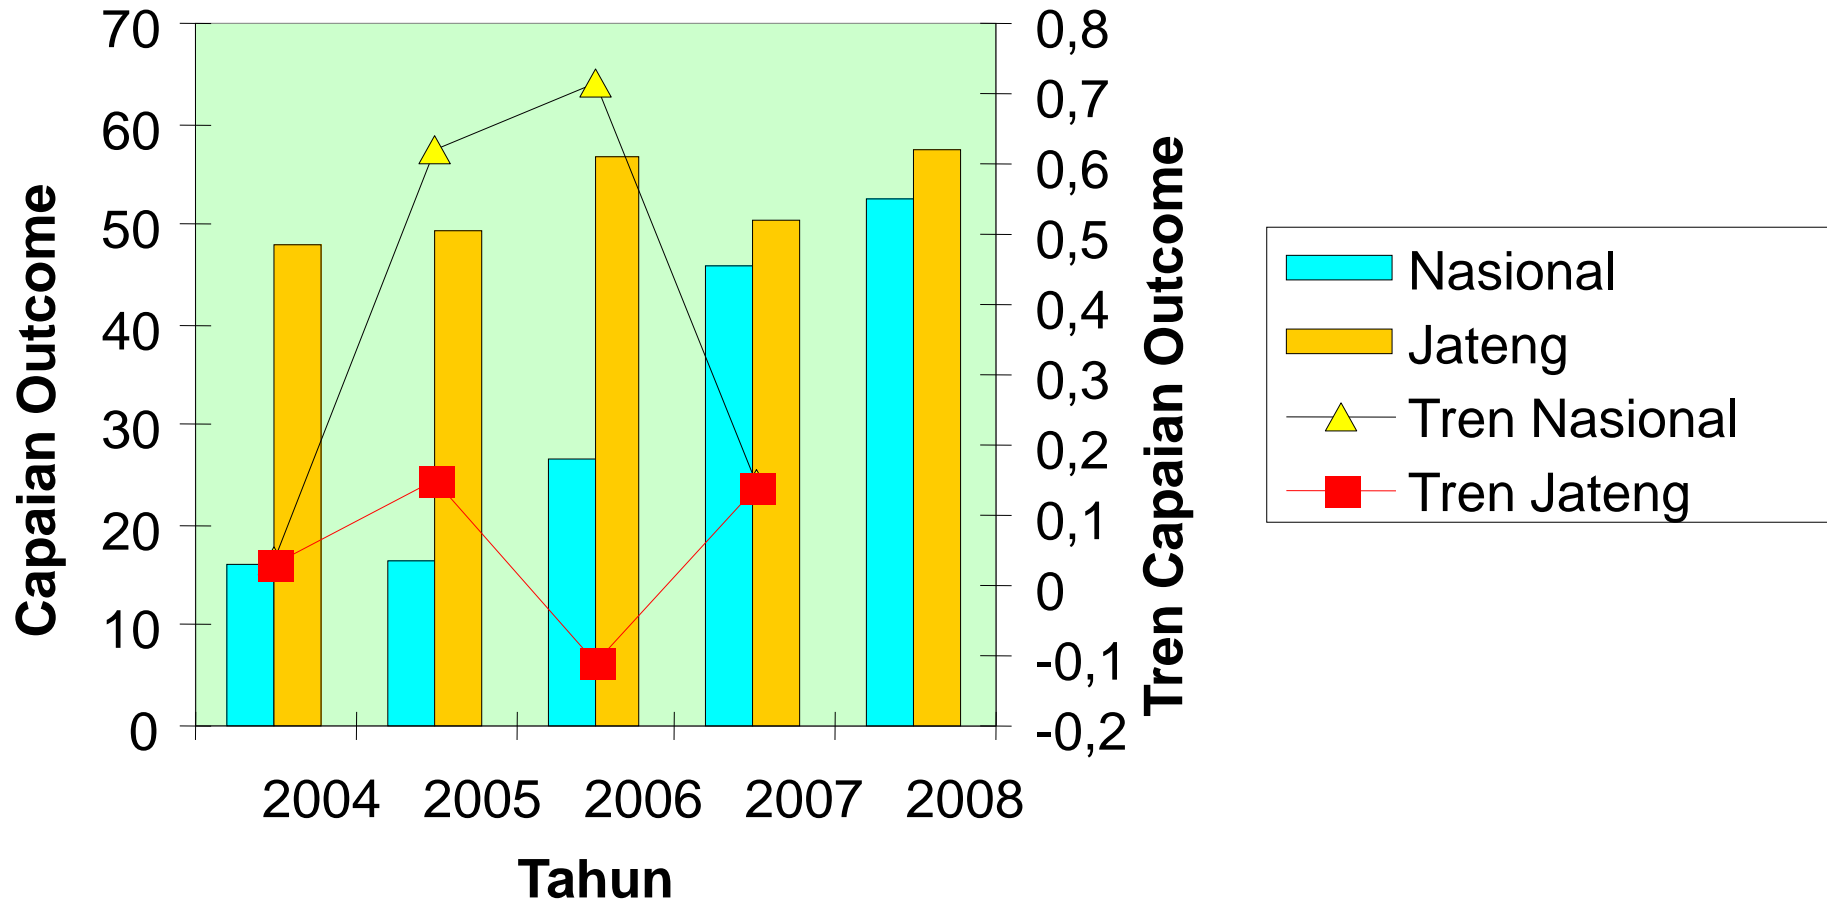 Capaian Outcome
70
60
50
40
30
20
10
0
0,8
0,7
0,6
0,5
0,4
0,3
0,2
0,1
0
-0,1
-0,2
Tren Capaian Outcome
2004 2005 2006 2007 2008
Tahun
Nasional
Jateng
Tren Nasional
Tren Jateng